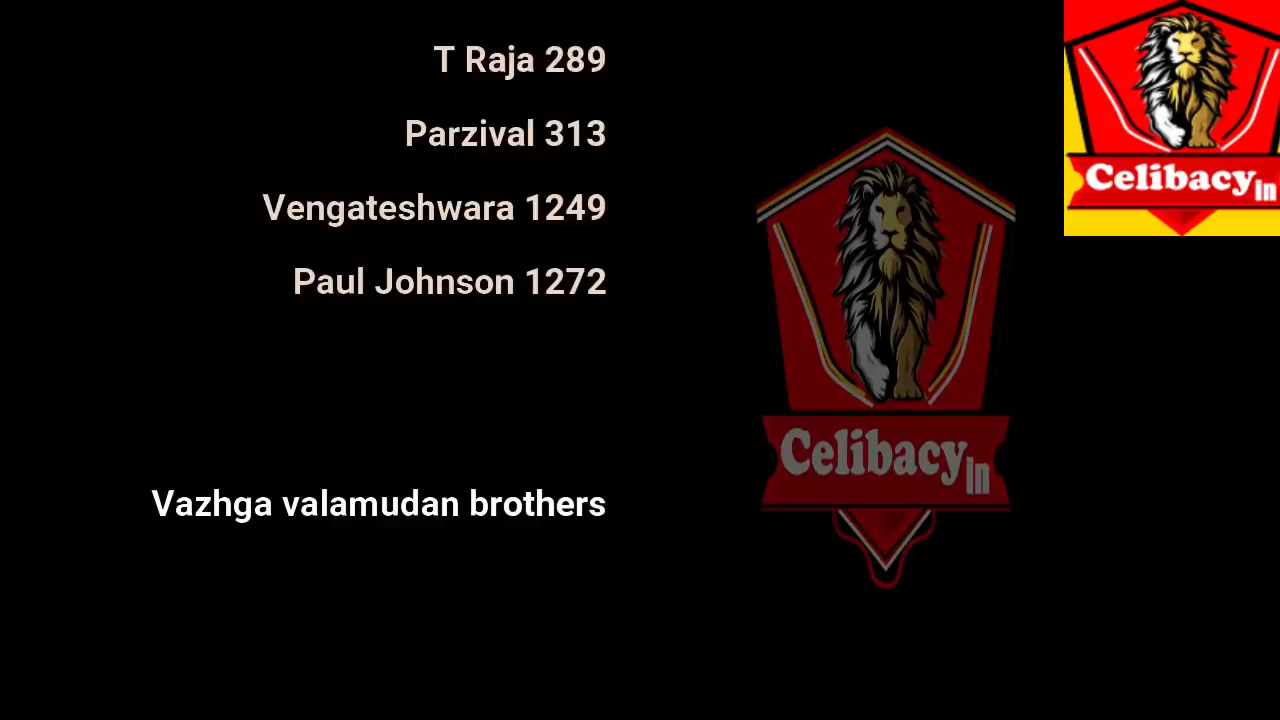 T Raja 289
Parzival 313
Vengateshwara 1249
Paul Johnson 1272
Vazhga valamudan brothers
Celibacy in
Celibacy in